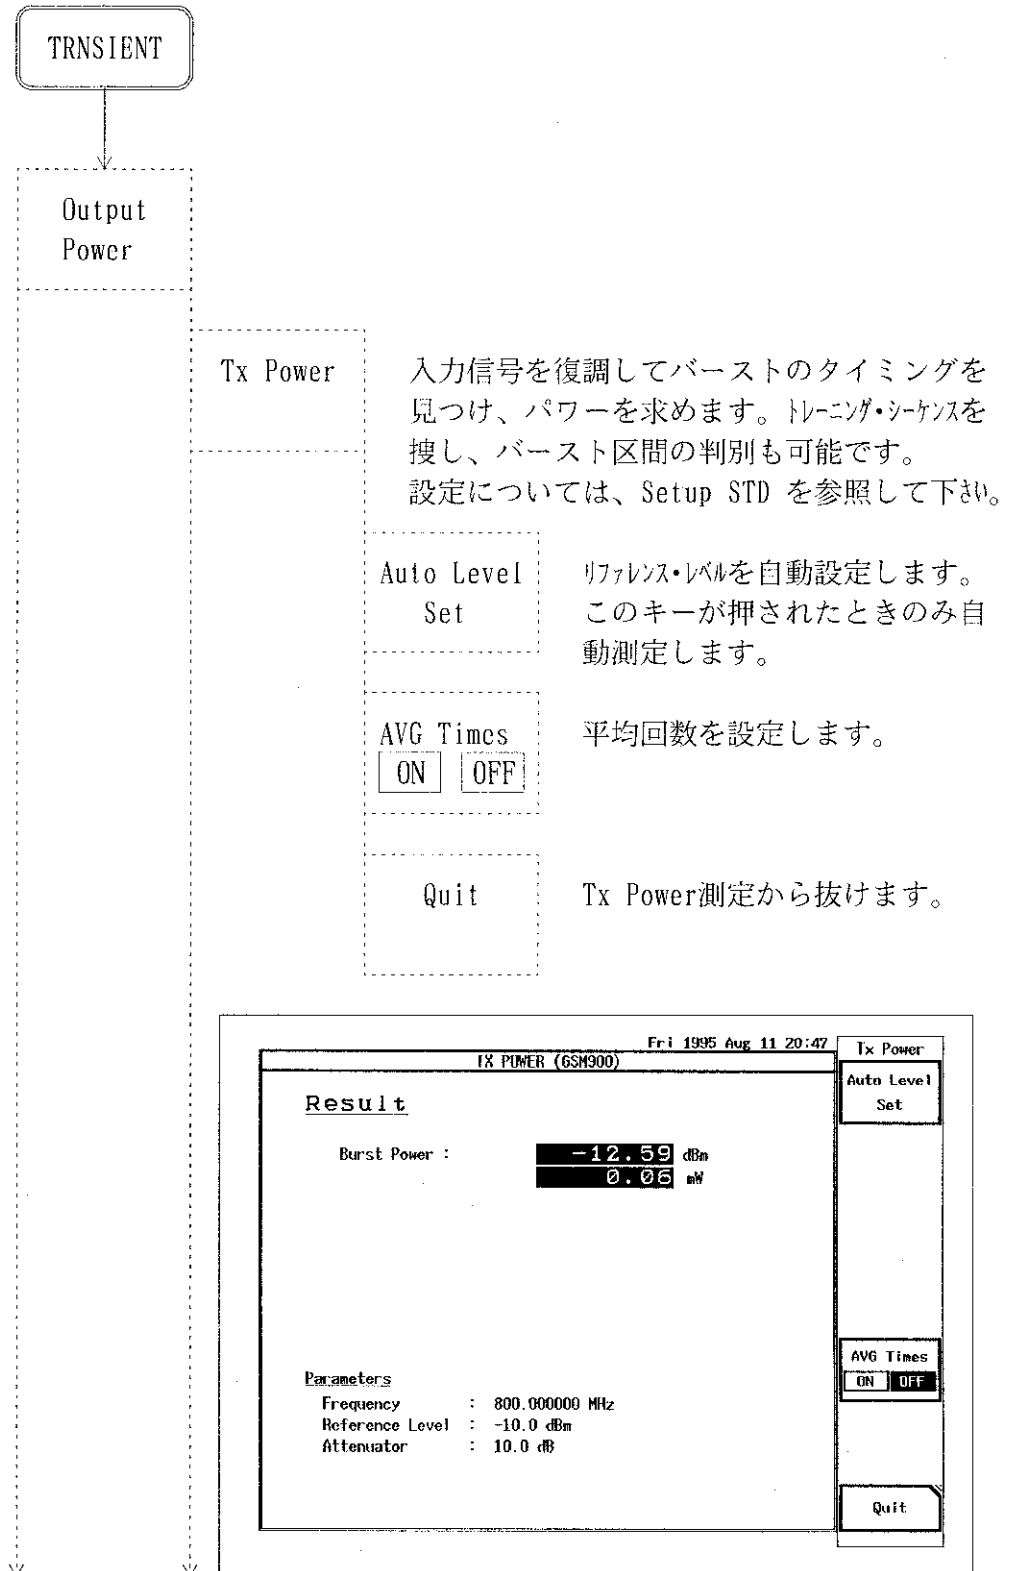 TRNSIENT
Output
Power
Tx Power
入力信号を復調してバーストのタイミングを
見つけ、パワーを求めます。トレーニング・シーケンスを
捜し、バースト区間の判別も可能です。
設定については、Setup STD を参照して下さい。
Auto Level
Set
リファレンス・レベルを自動設定します。
このキーが押されたときのみ自
動測定します。
AVG Times
ON OFF
平均回数を設定します。
Quit
Tx Power測定から抜けます。
Fri 1995 Aug 11 20:47
TX POWER (GSM900)
Result
Burst Power : -12.59 dBm
0.06 mW
Parameters
Frequency : 800.000000 MHz
Reference Level : -10.0 dBm
Attenuator : 10.0 dB
Tx Power
Auto Level
Set
AVG Times
ON OFF
Quit